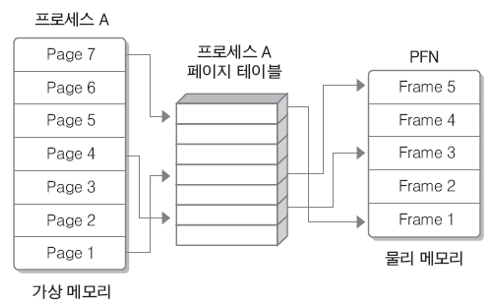 프로세스 A
Page 7
Page 6
Page 5
Page 4
Page 3
Page 2
Page 1
가상 메모리
프로세스 A
페이지 테이블
PFN
Frame 5
Frame 4
Frame 3
Frame 2
Frame 1
물리 메모리